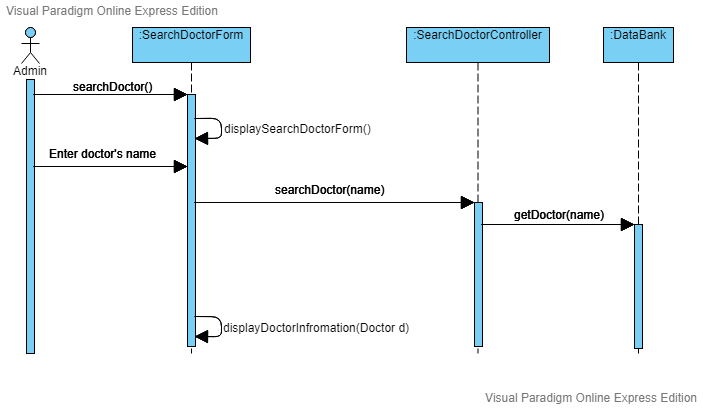 Visual Paradigm Online Express Edition
:SearchDoctorForm
:SearchDoctorController
:DataBank
Admin
searchDoctor()
displaySearchDoctorForm()
Enter doctor's name
searchDoctor(name)
getDoctor(name)
displayDoctorInfromation(Doctor d)
Visual Paradigm Online Express Edition